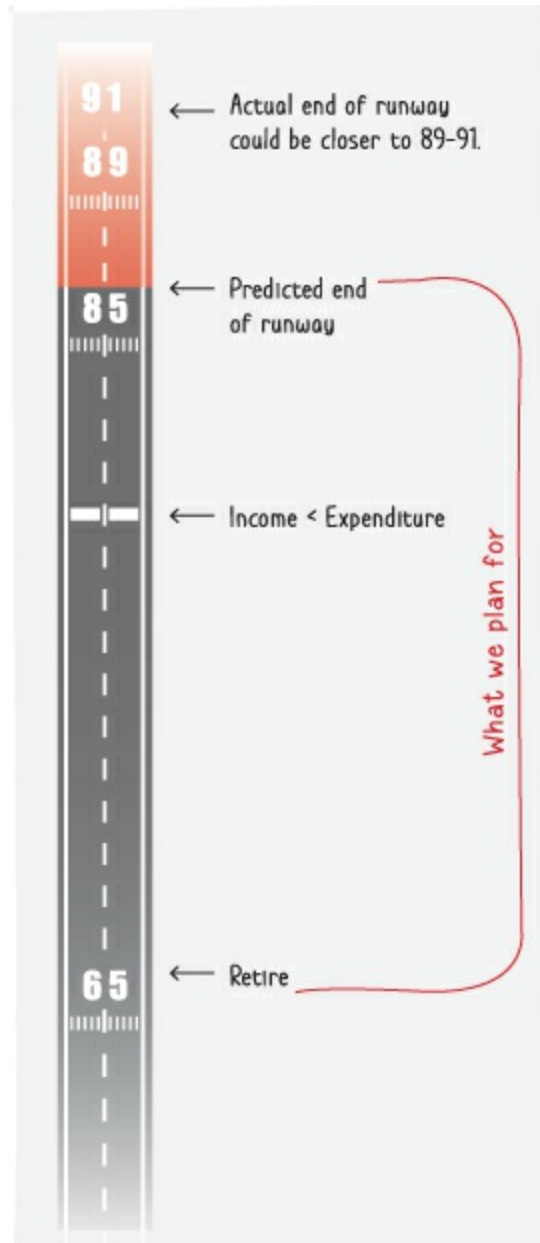 91
Actual end of runway
could be closer to 89-91.
89
85
Predicted end
of runway
Income < Expenditure
What we plan for
65
Retire